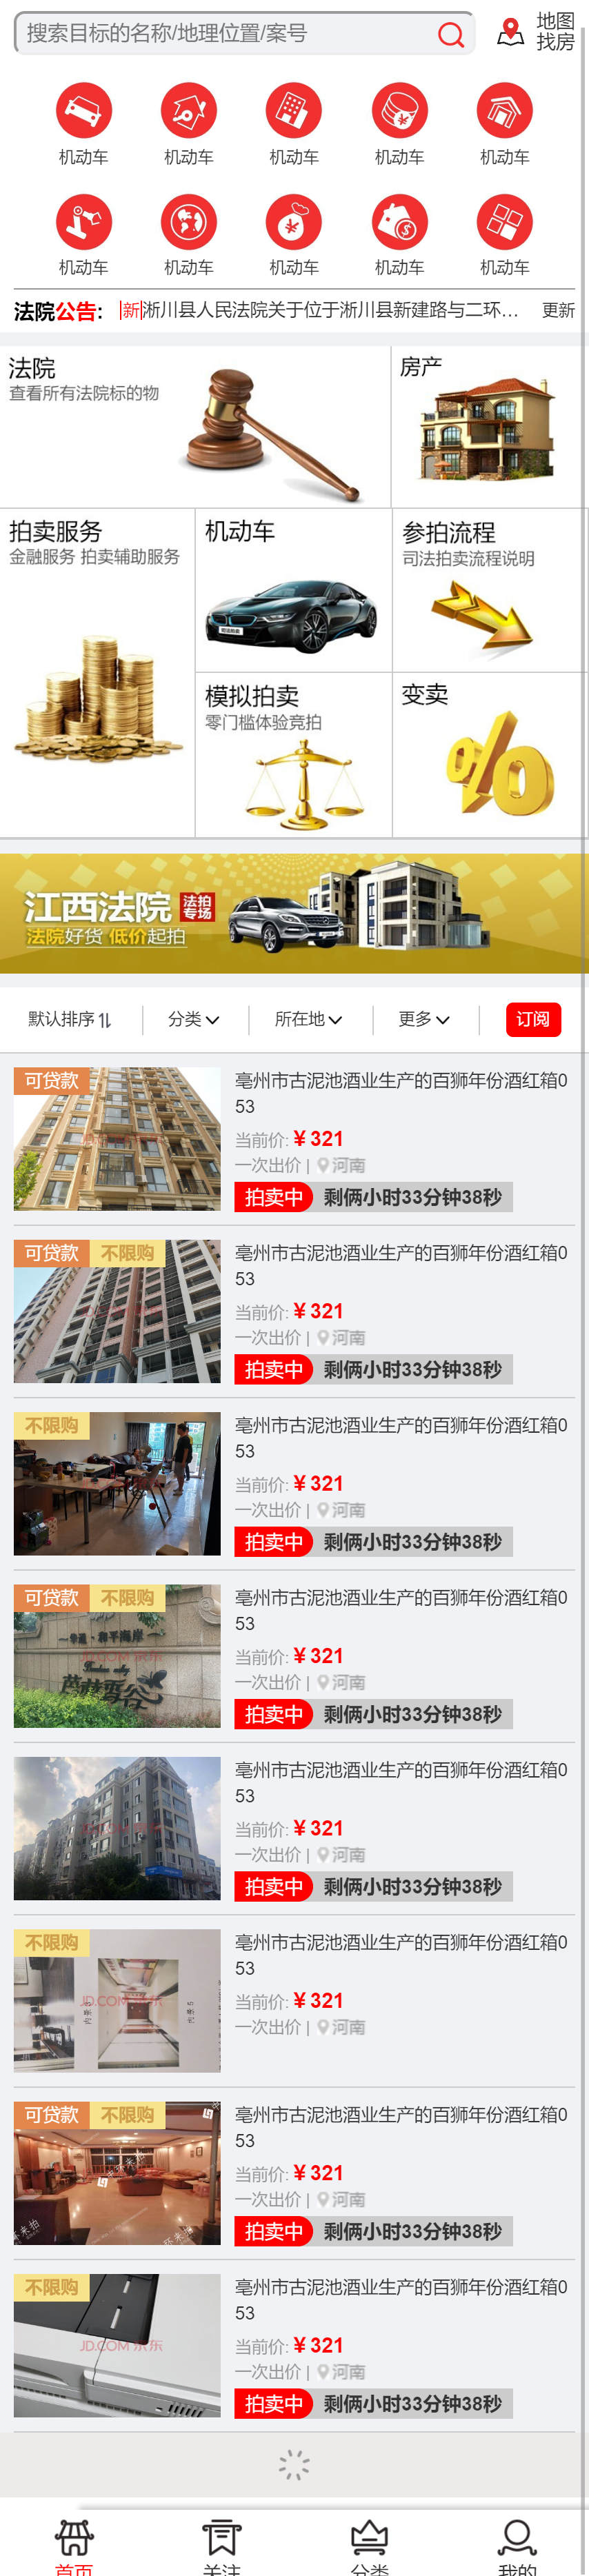 搜索目标的名称/地理位置/案号
地图
找房
机动车 机动车 机动车 机动车 机动车
机动车 机动车 机动车 机动车 机动车
法院公告: 新 淅川县人民法院关于位于淅川县新建路与二环... 更新
法院
查看所有法院标的物
房产
拍卖服务
金融服务 拍卖辅助服务
机动车
参拍流程
司法拍卖流程说明
模拟拍卖
零门槛体验竞拍
变卖
江西法院 法拍专场
法院好货 低价起拍
默认排序 分类 所在地 更多 订阅
可贷款
亳州市古泥池酒业生产的百狮年份酒红箱0
53
当前价: ¥ 321
一次出价 | 河南
拍卖中 剩俩小时33分钟38秒
可贷款 不限购
亳州市古泥池酒业生产的百狮年份酒红箱0
53
当前价: ¥ 321
一次出价 | 河南
拍卖中 剩俩小时33分钟38秒
不限购
亳州市古泥池酒业生产的百狮年份酒红箱0
53
当前价: ¥ 321
一次出价 | 河南
拍卖中 剩俩小时33分钟38秒
可贷款 不限购
和平海岸
亳州市古泥池酒业生产的百狮年份酒红箱0
53
当前价: ¥ 321
一次出价 | 河南
拍卖中 剩俩小时33分钟38秒
亳州市古泥池酒业生产的百狮年份酒红箱0
53
当前价: ¥ 321
一次出价 | 河南
拍卖中 剩俩小时33分钟38秒
不限购
JD.COM 京东
亳州市古泥池酒业生产的百狮年份酒红箱0
53
当前价: ¥ 321
一次出价 | 河南
可贷款 不限购
亳州市古泥池酒业生产的百狮年份酒红箱0
53
当前价: ¥ 321
一次出价 | 河南
拍卖中 剩俩小时33分钟38秒
不限购
JD.COM 京东
亳州市古泥池酒业生产的百狮年份酒红箱0
53
当前价: ¥ 321
一次出价 | 河南
拍卖中 剩俩小时33分钟38秒
首页 关注 分类 我的